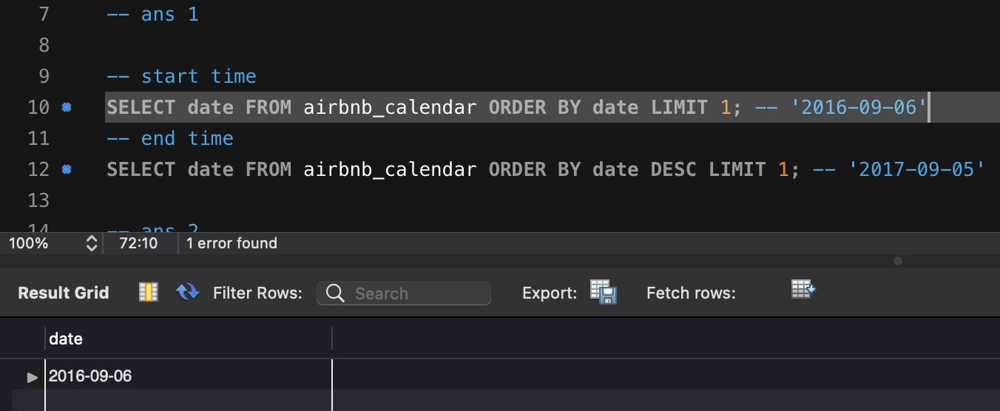 7 -- ans 1
8
9 -- start time
10 SELECT date FROM airbnb_calendar ORDER BY date LIMIT 1; -- '2016-09-06'
11 -- end time
12 SELECT date FROM airbnb_calendar ORDER BY date DESC LIMIT 1; -- '2017-09-05'
13
14 -- ans 2
100% 72:10 1 error found
Result Grid Filter Rows: Search Export: Fetch rows:
date
2016-09-06